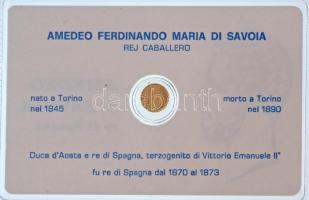 AMEDEO FERDINANDO MARIA DI SAVOIA
REJ CABALLERO
nato a Torino
nel 1845
morto a Torino
nel 1890
Duca d'Aosta e re di Spagna, terzogenito di Vittorio Emanuele II°
fu re di Spagna dal 1870 al 1873